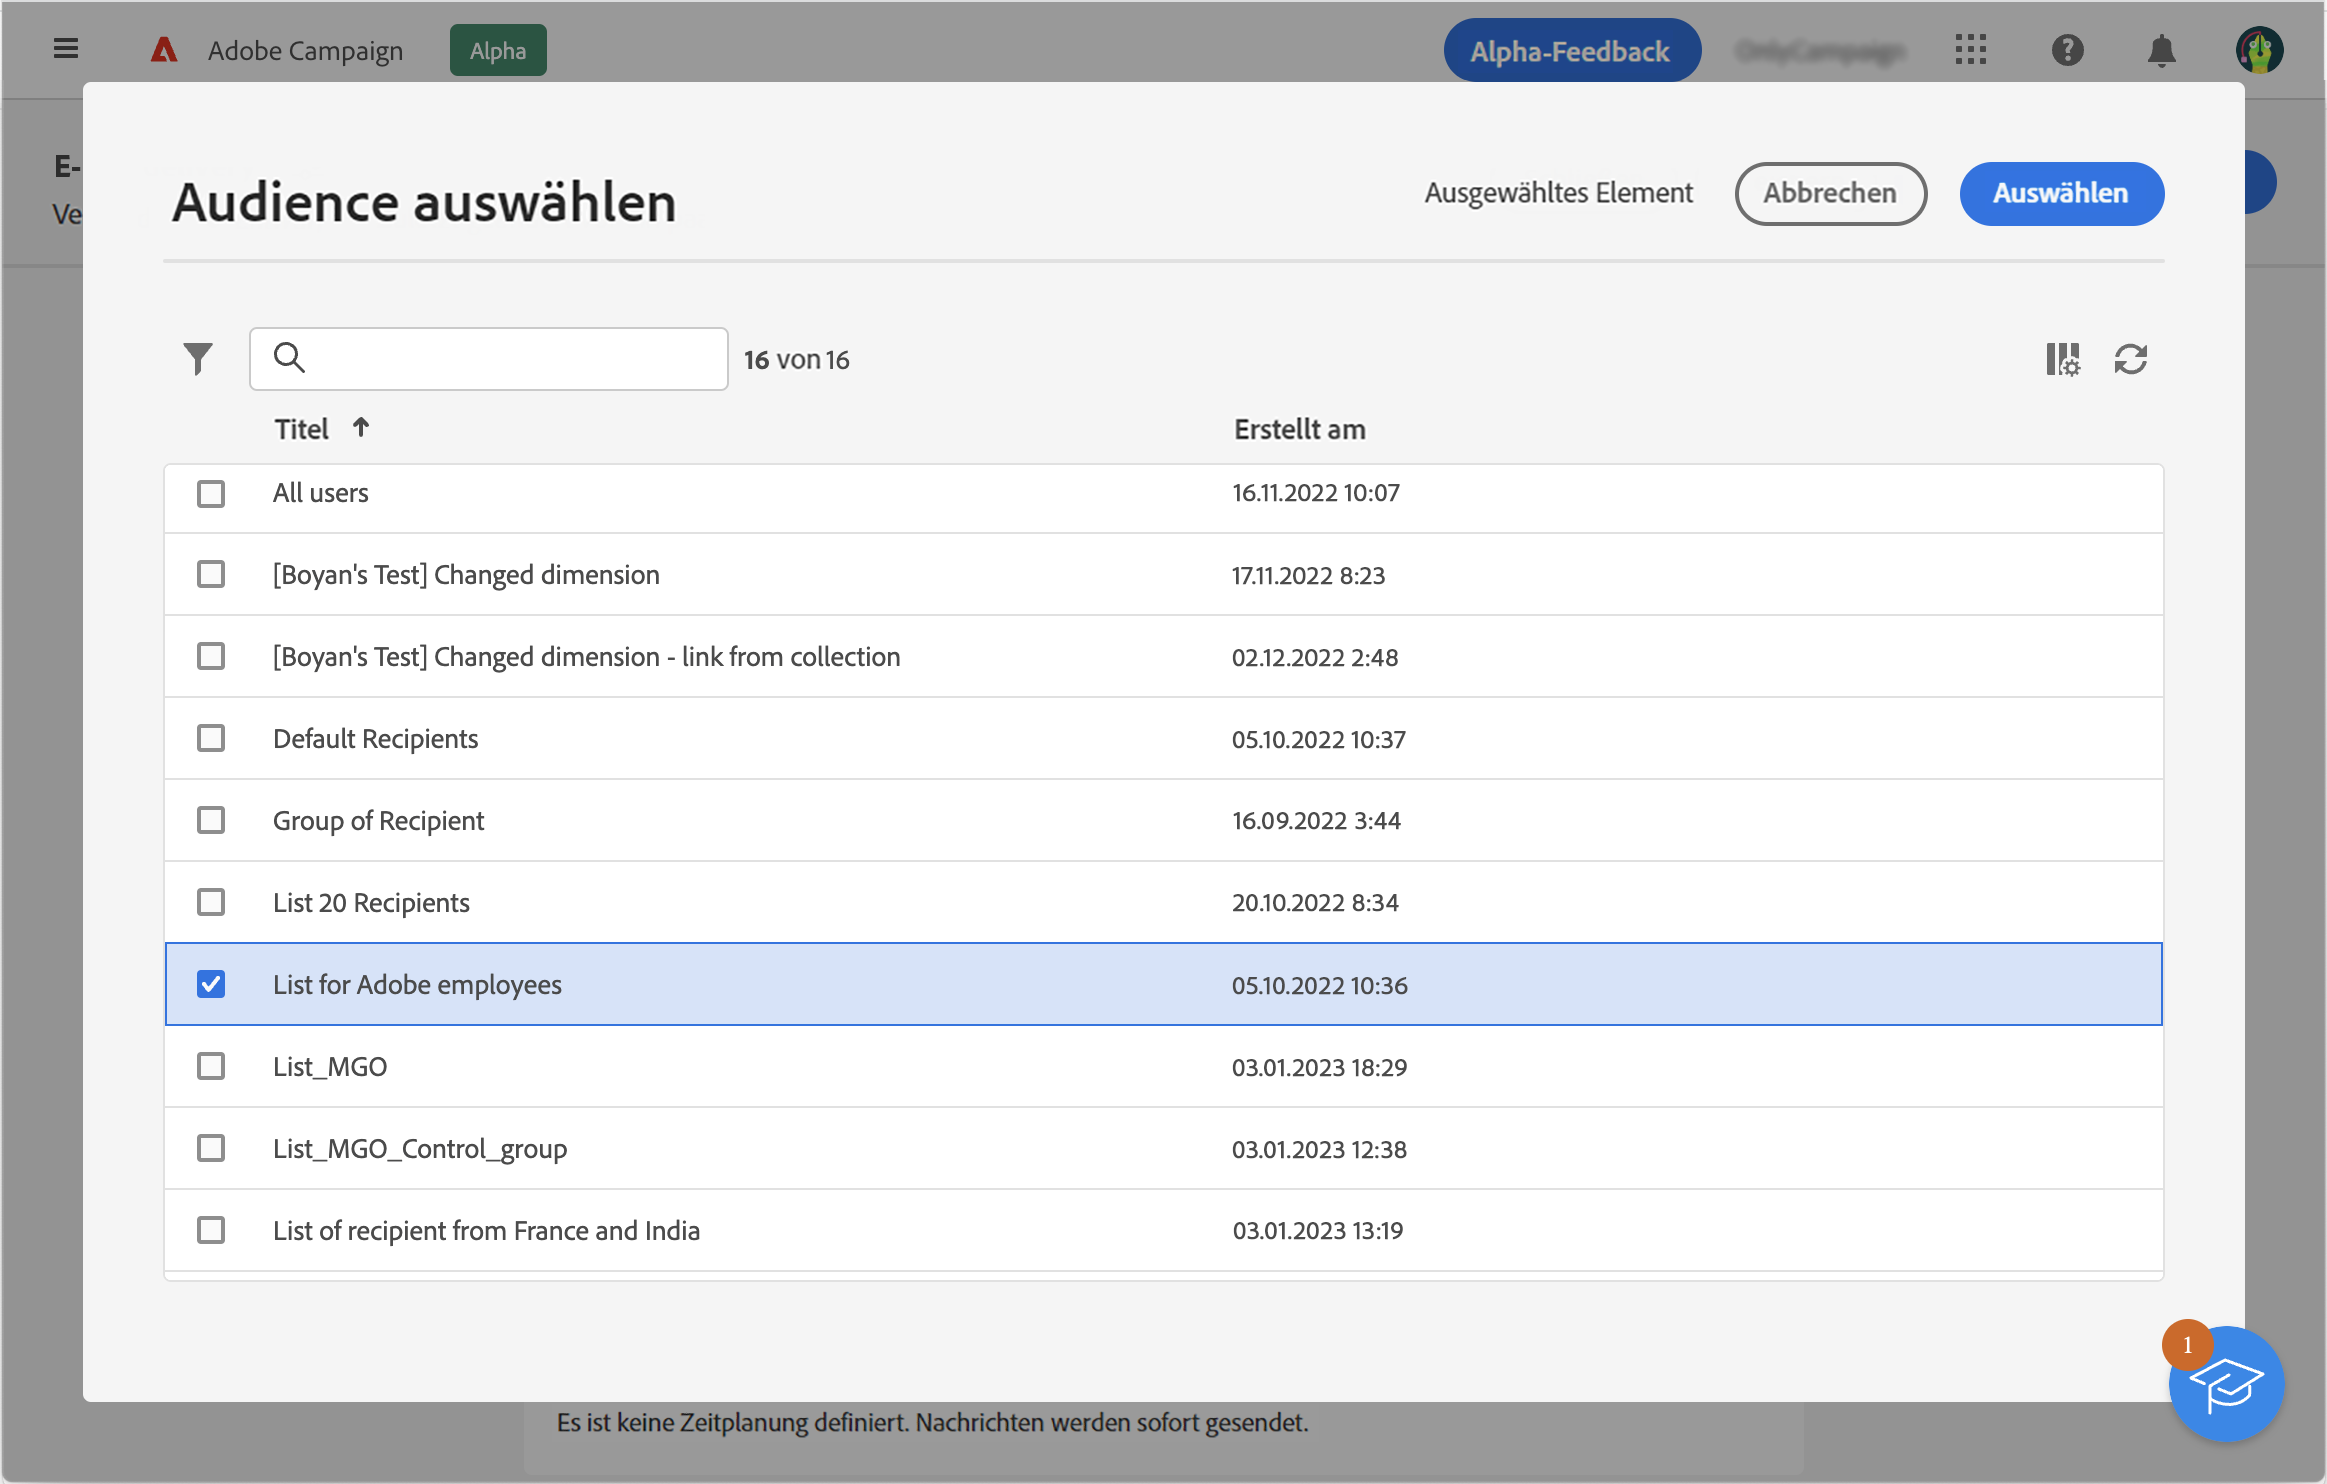 Adobe Campaign
Alpha
Alpha-Feedback
E-
Ve
Audience auswählen
Ausgewähltes Element
Abbrechen
Auswählen
16 von 16
Titel
Erstellt am
All users 16.11.2022 10:07
[Boyan's Test] Changed dimension 17.11.2022 8:23
[Boyan's Test] Changed dimension - link from collection 02.12.2022 2:48
Default Recipients 05.10.2022 10:37
Group of Recipient 16.09.2022 3:44
List 20 Recipients 20.10.2022 8:34
List for Adobe employees 05.10.2022 10:36
List_MGO 03.01.2023 18:29
List_MGO_Control_group 03.01.2023 12:38
List of recipient from France and India 03.01.2023 13:19
1
Es ist keine Zeitplanung definiert. Nachrichten werden sofort gesendet.